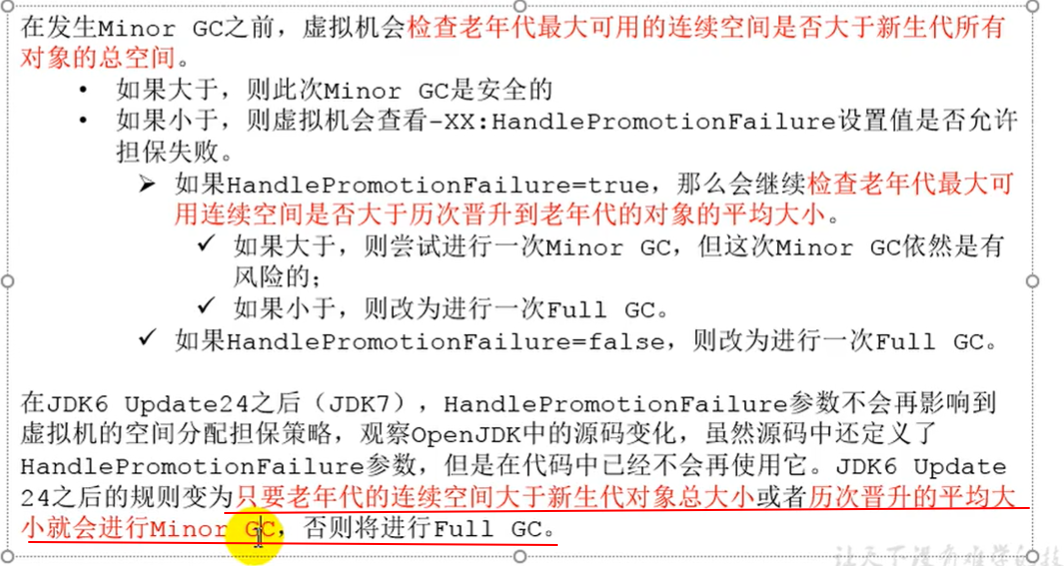 在发生Minor GC之前，虚拟机会检查老年代最大可用的连续空间是否大于新生代所有
对象的总空间。
• 如果大于，则此次Minor GC是安全的
• 如果小于，则虚拟机会查看-XX:HandlePromotionFailure设置值是否允许
担保失败。
➢ 如果HandlePromotionFailure=true，那么会继续检查老年代最大可
用连续空间是否大于历次晋升到老年代的对象的平均大小。
✓ 如果大于，则尝试进行一次Minor GC，但这次Minor GC依然是有
风险的；
✓ 如果小于，则改为进行一次Full GC。
✓ 如果HandlePromotionFailure=false，则改为进行一次Full GC。
在JDK6 Update24之后（JDK7），HandlePromotionFailure参数不会再影响到
虚拟机的空间分配担保策略，观察OpenJDK中的源码变化，虽然源码中还定义了
HandlePromotionFailure参数，但是在代码中已经不会再使用它。JDK6 Update
24之后的规则变为只要老年代的连续空间大于新生代对象总大小或者历次晋升的平均大
小就会进行Minor GC，否则将进行Full GC。